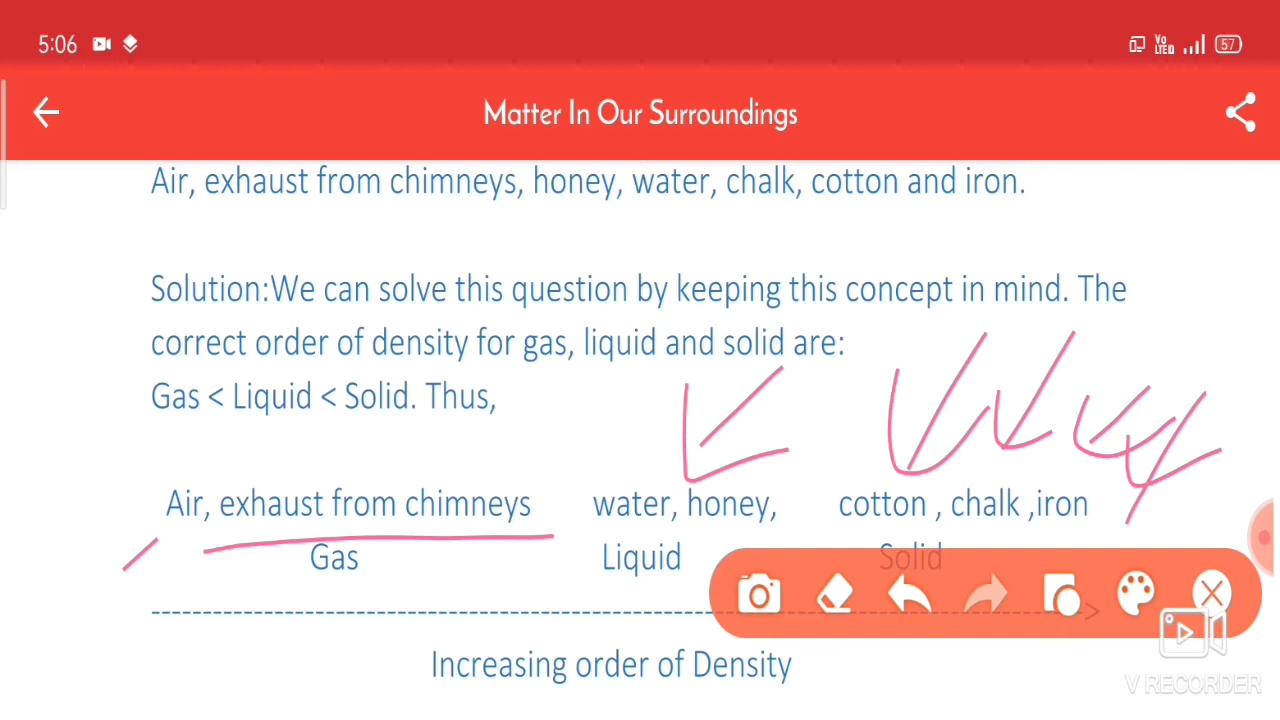 5:06
Vo
LTED
57
Matter In Our Surroundings
Air, exhaust from chimneys, honey, water, chalk, cotton and iron.
Solution:We can solve this question by keeping this concept in mind. The
correct order of density for gas, liquid and solid are:
Gas < Liquid < Solid. Thus,
Air, exhaust from chimneys water, honey, cotton , chalk ,iron
Gas Liquid Solid
Increasing order of Density
V RECORDER